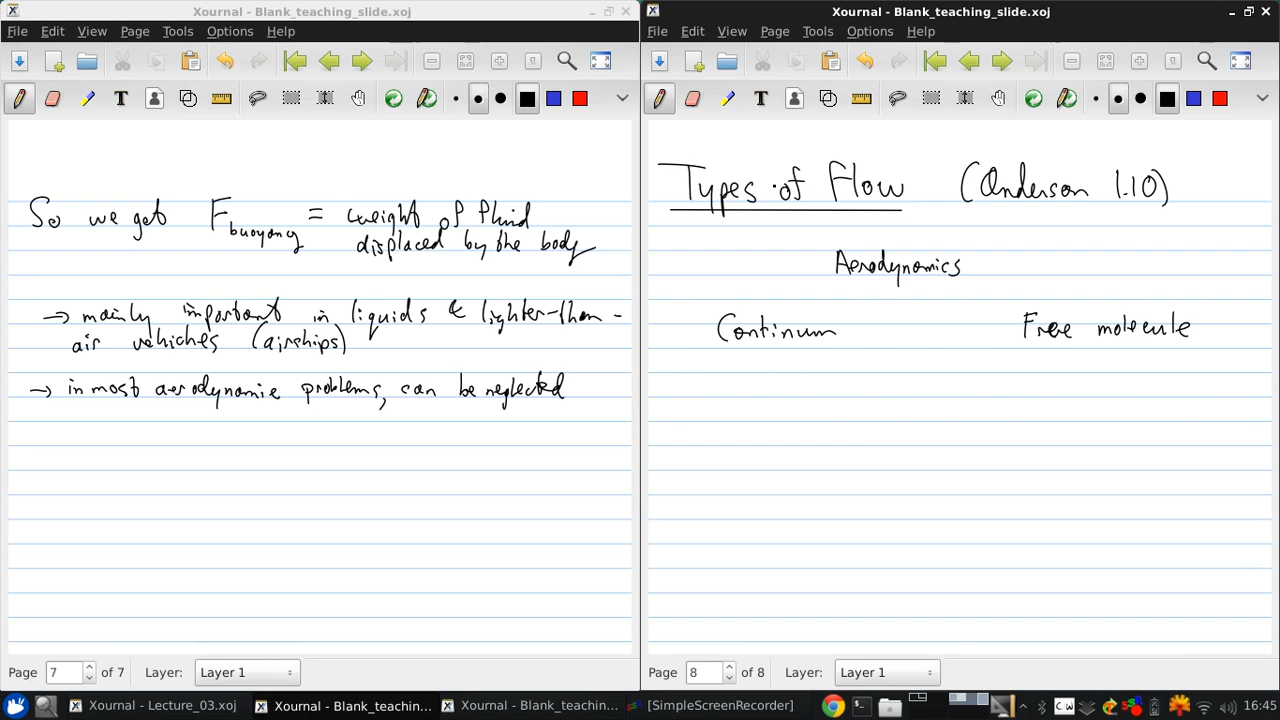 Xournal - Blank_teaching_slide.xoj
File Edit View Page Tools Options Help
So we get F buoyancy = weight of fluid
displaced by the body
→ mainly important in liquids & lighter-than-
air vehicles (airships)
→ in most aerodynamic problems, can be neglected
Page 7 of 7 Layer: Layer 1
Xournal - Blank_teaching_slide.xoj
File Edit View Page Tools Options Help
Types of Flow (Anderson 1.10)
Aerodynamics
Continuum Free molecule
Page 8 of 8 Layer: Layer 1
Xournal - Lecture_03.xoj Xournal - Blank_teachin... Xournal - Blank_teachin... [SimpleScreenRecorder] 16:45